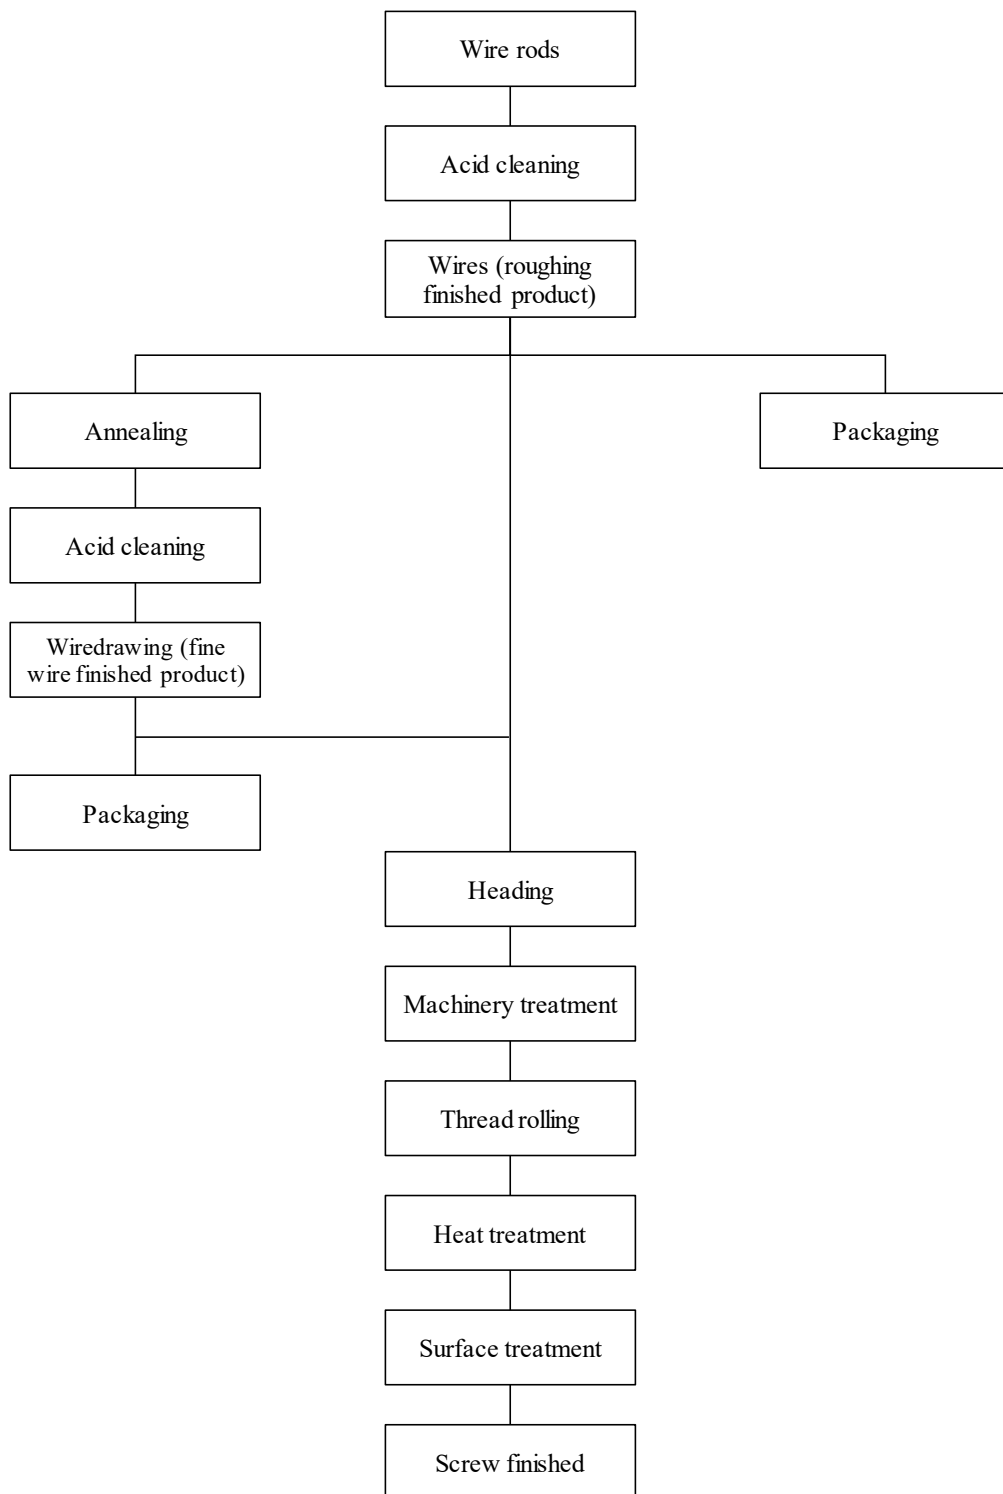 Wire rods
Acid cleaning
Wires (roughing
finished product)
Annealing
Packaging
Acid cleaning
Wiredrawing (fine
wire finished product)
Packaging
Heading
Machinery treatment
Thread rolling
Heat treatment
Surface treatment
Screw finished